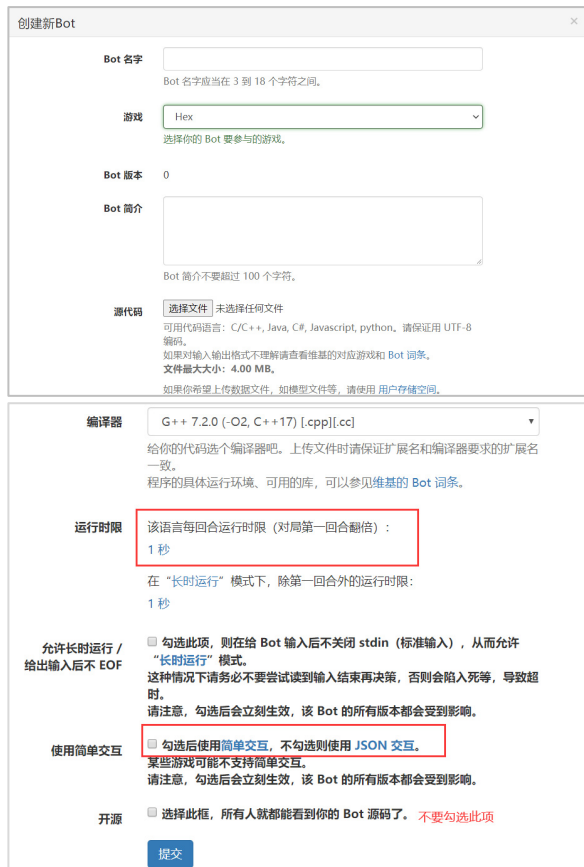 创建新Bot
×
Bot 名字
Bot 名字应当在 3 到 18 个字符之间。
游戏
Hex
选择你的 Bot 要参与的游戏。
Bot 版本
0
Bot 简介
Bot 简介不要超过 100 个字符。
源代码
选择文件 未选择任何文件
可用代码语言：C/C++, Java, C#, Javascript, python。请保证用 UTF-8
编码。
如果对输入输出格式不理解请查看维基的对应游戏和 Bot 词条。
文件最大大小：4.00 MB。
如果你希望上传数据文件，如模型文件等，请使用 用户存储空间。
编译器
G++ 7.2.0 (-O2, C++17) [.cpp][.cc]
给你的代码选个编译器吧。上传文件时请保证扩展名和编译器要求的扩展名
一致。
程序的具体运行环境、可用的库，可以参见维基的 Bot 词条。
运行时限
该语言每回合运行时限（对局第一回合翻倍）：
1 秒
在“长时运行”模式下，除第一回合外的运行时限：
1 秒
允许长时运行 /
给出输入后不 EOF
勾选此项，则在给 Bot 输入后不关闭 stdin（标准输入），从而允许
“长时运行”模式。
这种情况下请务必不要尝试读到输入结束再决策，否则会陷入死等，导致超
时。
请注意，勾选后会立刻生效，该 Bot 的所有版本都会受到影响。
使用简单交互
勾选后使用简单交互，不勾选则使用 JSON 交互。
某些游戏可能不支持简单交互。
请注意，勾选后会立刻生效，该 Bot 的所有版本都会受到影响。
开源
选择此框，所有人就都能看到你的 Bot 源码了。 不要勾选此项
提交